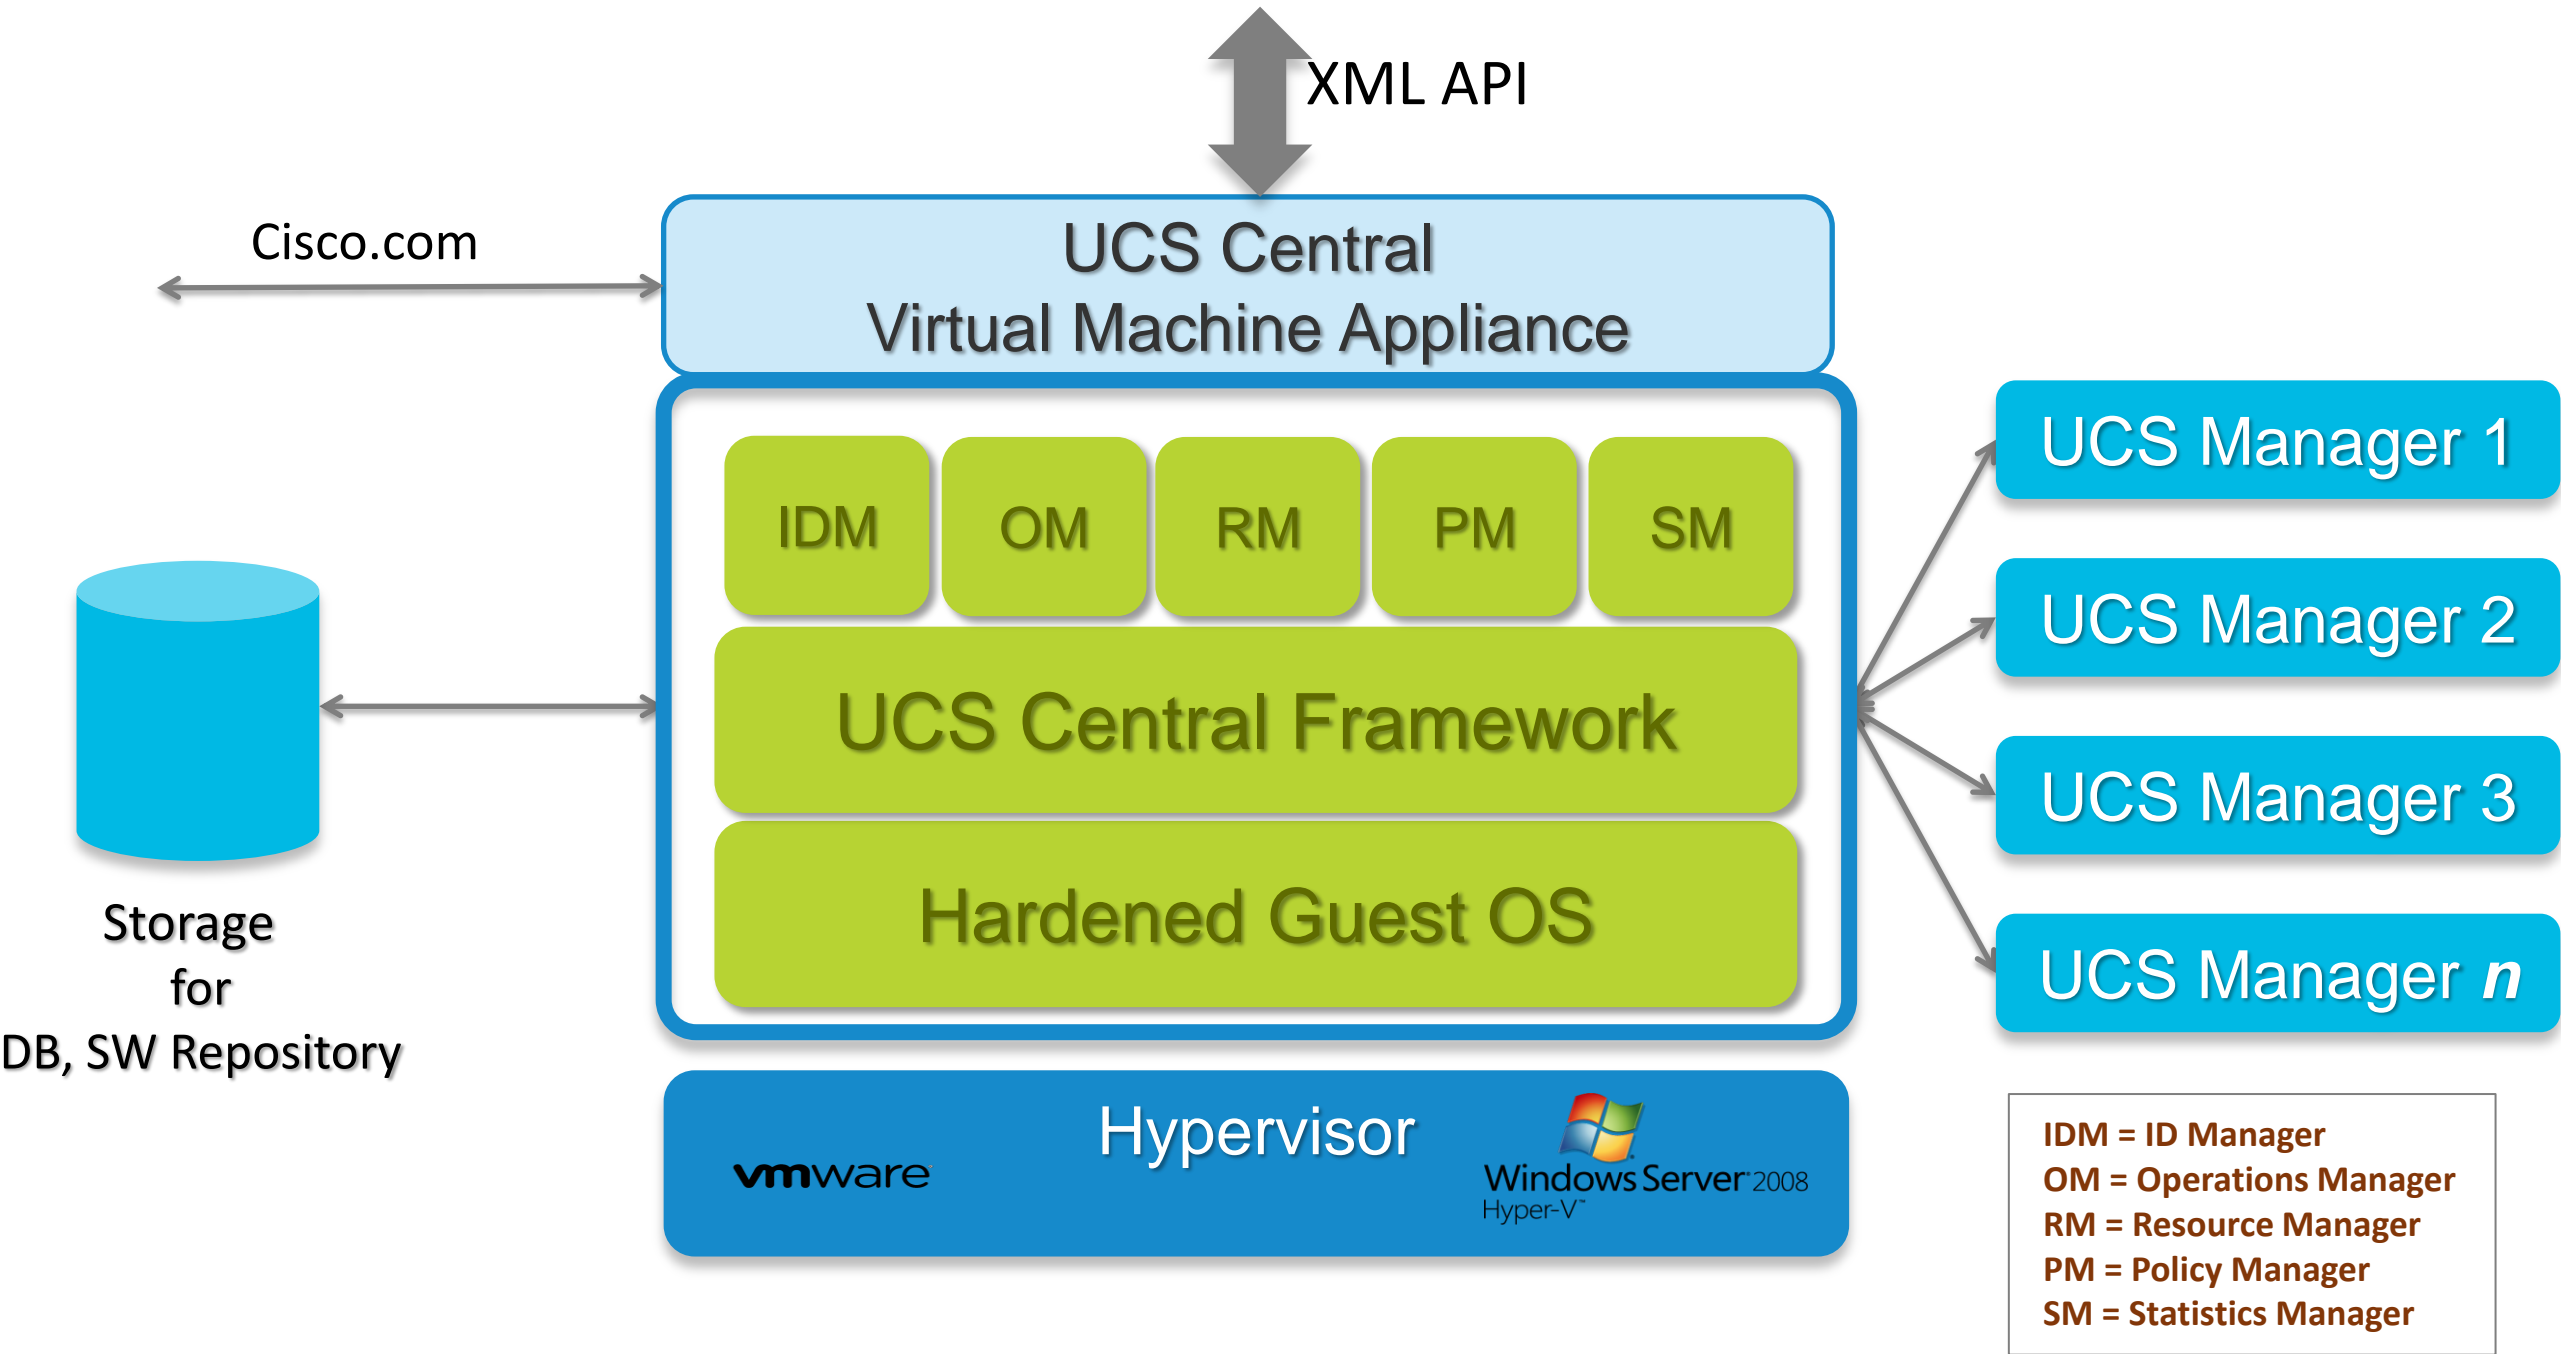 XML API
Cisco.com
UCS Central
Virtual Machine Appliance
IDM
OM
RM
PM
SM
UCS Central Framework
Hardened Guest OS
Storage
for
DB, SW Repository
UCS Manager 1
UCS Manager 2
UCS Manager 3
UCS Manager n
Hypervisor
vmware
Windows Server 2008
Hyper-V™
IDM = ID Manager
OM = Operations Manager
RM = Resource Manager
PM = Policy Manager
SM = Statistics Manager